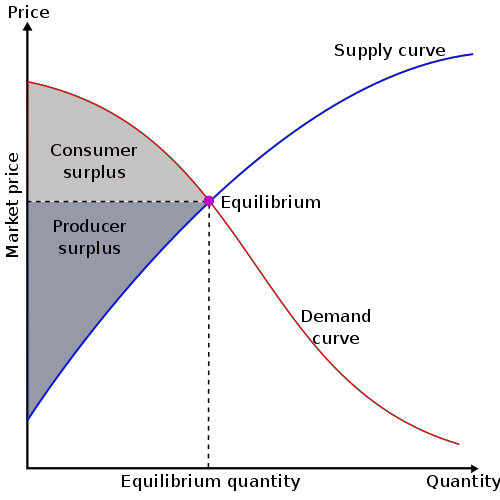 Price
Supply curve
Consumer
surplus
Market price
Equilibrium
Producer
surplus
Demand
curve
Equilibrium quantity
Quantity